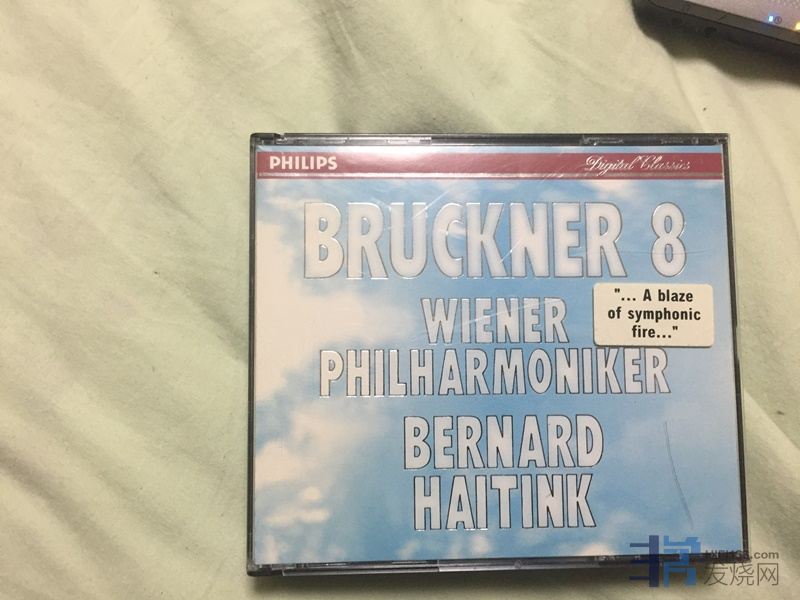 PHILIPS
Digital Classics
BRUCKNER 8
"... A blaze
of symphonic
fire..."
WIENER
PHILHARMONIKER
BERNARD
HAITINK
发烧网